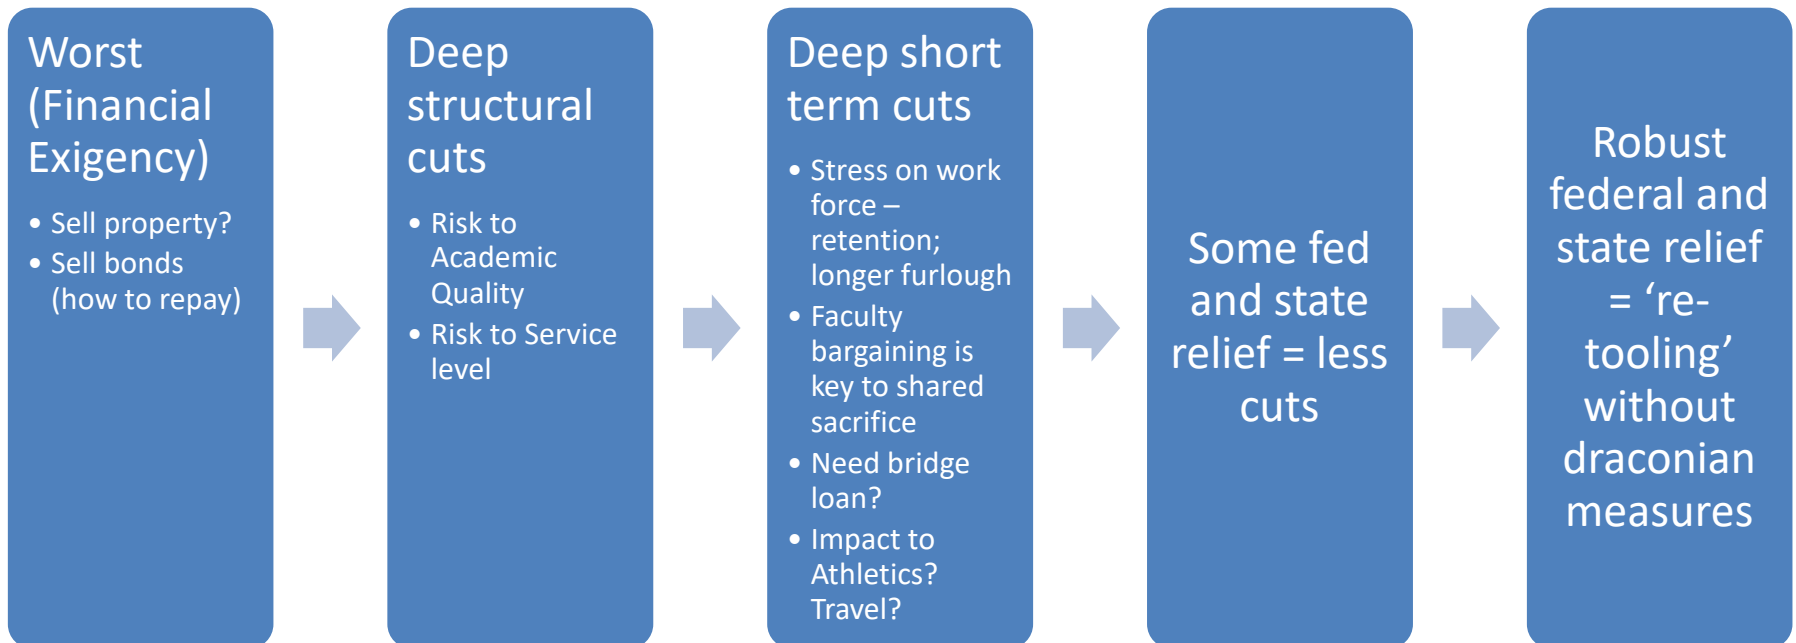 Worst
(Financial
Exigency)
• Sell property?
• Sell bonds
(how to repay)
Deep
structural
cuts
• Risk to
Academic
Quality
• Risk to Service
level
Deep short
term cuts
• Stress on work
force –
retention;
longer furlough
• Faculty
bargaining is
key to shared
sacrifice
• Need bridge
loan?
• Impact to
Athletics?
Travel?
Some fed
and state
relief = less
cuts
Robust
federal and
state relief
= ‘re-
tooling’
without
draconian
measures